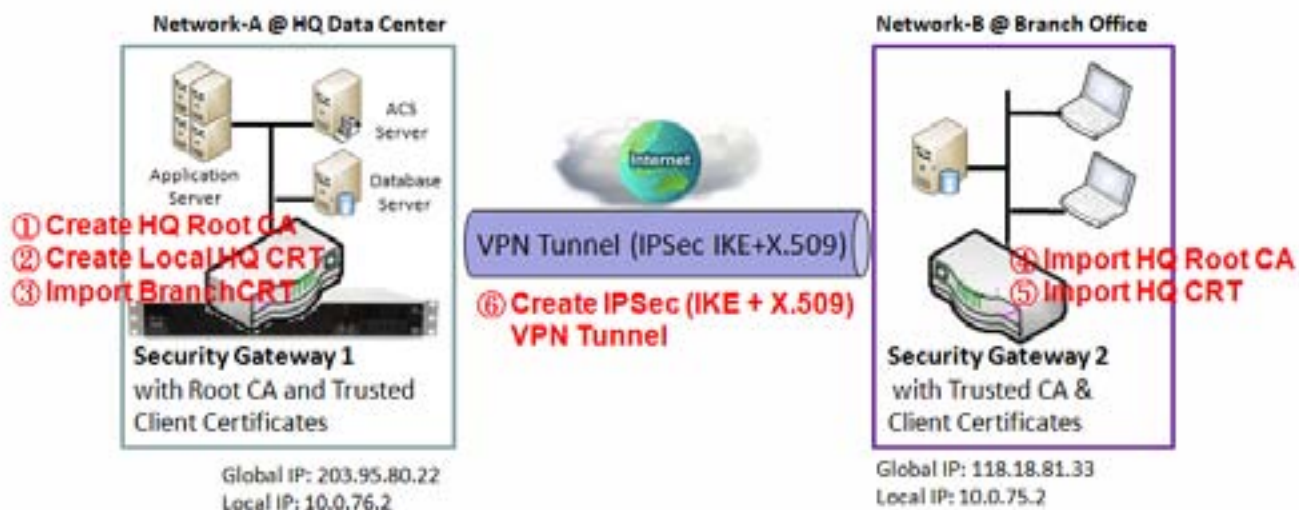 Network-A @ HQ Data Center
Network-B @ Branch Office
ACS
Server
Application
Server
Database
Server
Internet
① Create HQ Root CA
② Create Local HQ CRT
③ Import BranchCRT
VPN Tunnel (IPSec IKE+X.509)
④ Import HQ Root CA
⑤ Import HQ CRT
⑥ Create IPSec (IKE + X.509)
VPN Tunnel
Security Gateway 1
with Root CA and Trusted
Client Certificates
Security Gateway 2
with Trusted CA &
Client Certificates
Global IP: 203.95.80.22
Local IP: 10.0.76.2
Global IP: 118.18.81.33
Local IP: 10.0.75.2